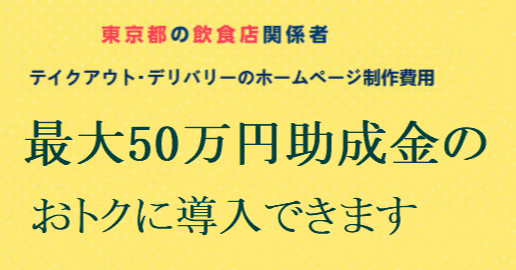 東京都の飲食店関係者
テイクアウト・デリバリーのホームページ制作費用
最大50万円助成金の
おトクに導入できます